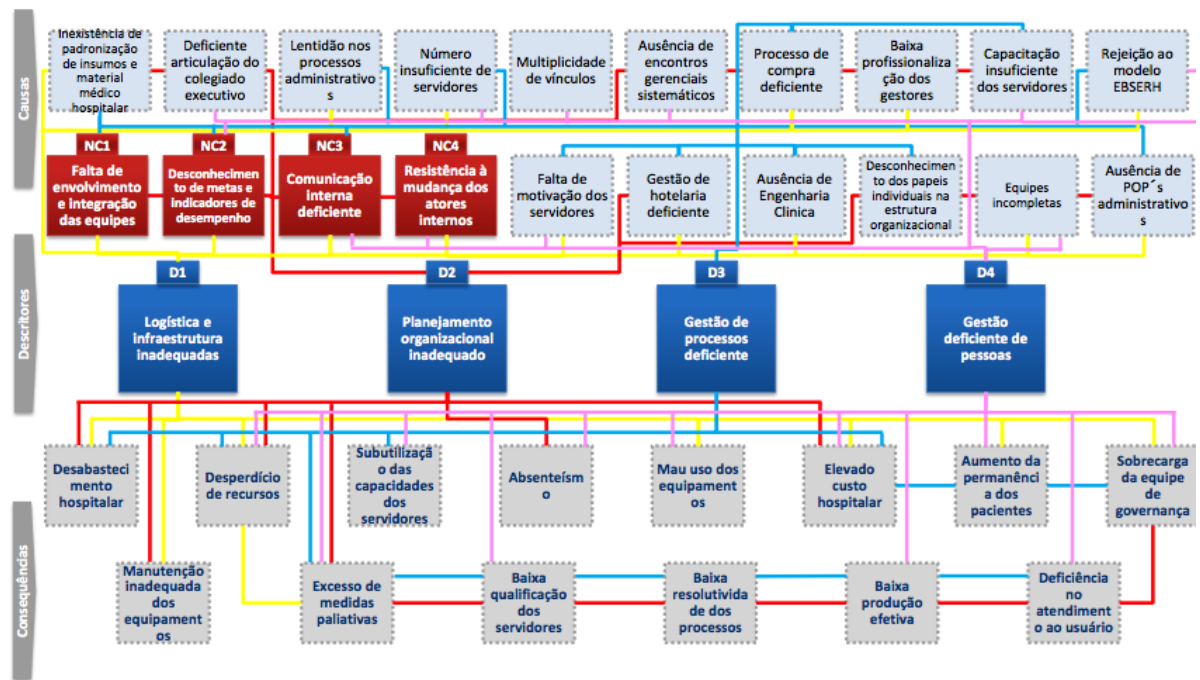 Causas
Inexistência de
padronização
de insumos e
material
médico
hospitalar
Deficiente
articulação do
colegiado
executivo
Lentidão nos
processos
administrativo
s
Número
insuficiente de
servidores
Multiplicidade
de vínculos
Ausência de
encontros
gerenciais
sistemáticos
Processo de
compra
deficiente
Baixa
profissionaliza
ção dos
gestores
Capacitação
insuficiente
dos servidores
Rejeição ao
modelo
EBSERH
NC1
Falta de
envolvimento
e integração
das equipes
NC2
Desconhecimen
to de metas e
indicadores de
desempenho
NC3
Comunicação
interna
deficiente
NC4
Resistência à
mudança dos
atores
internos
Falta de
motivação dos
servidores
Gestão de
hotelaria
deficiente
Ausência de
Engenharia
Clinica
Desconhecimen
to dos papeis
individuais na
estrutura
organizacional
Equipes
incompletas
Ausência de
POP´s
administrativo
s
Descritores
D1
Logística e
infraestrutura
inadequadas
D2
Planejamento
organizacional
inadequado
D3
Gestão de
processos
deficiente
D4
Gestão
deficiente de
pessoas
Consequências
Desabasteci
mento
hospitalar
Desperdício
de recursos
Subutilizaçã
o das
capacidades
dos
servidores
Absenteísm
o
Mau uso dos
equipament
os
Elevado
custo
hospitalar
Aumento da
permanênci
a dos
pacientes
Sobrecarga
da equipe
de
governança
Manutenção
inadequada
dos
equipament
os
Excesso de
medidas
paliativas
Baixa
qualificação
dos
servidores
Baixa
resolutivida
de dos
processos
Baixa
produção
efetiva
Deficiência
no
atendiment
o ao usuário